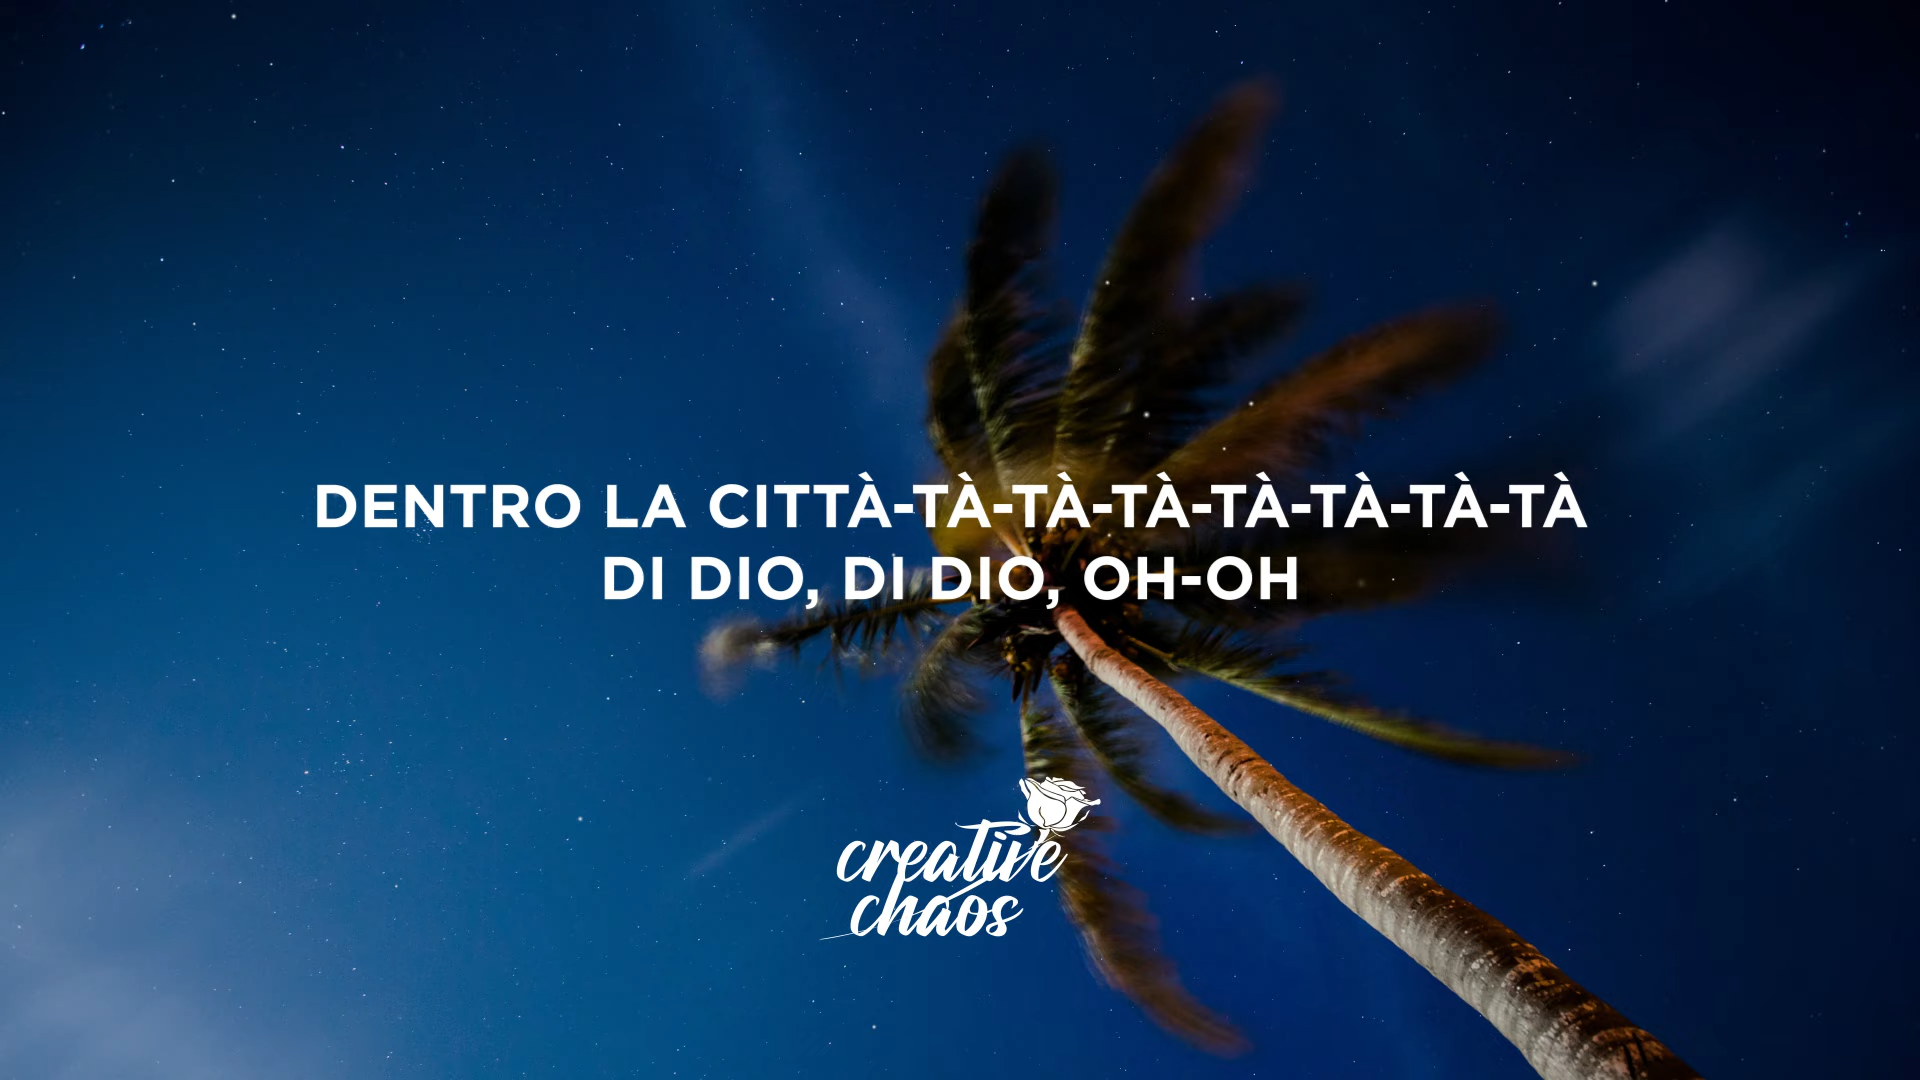 DENTRO LA CITTÀ-TÀ-TÀ-TÀ-TÀ-TÀ-TÀ-TÀ
DI DIO, DI DIO, OH-OH
creative
chaos